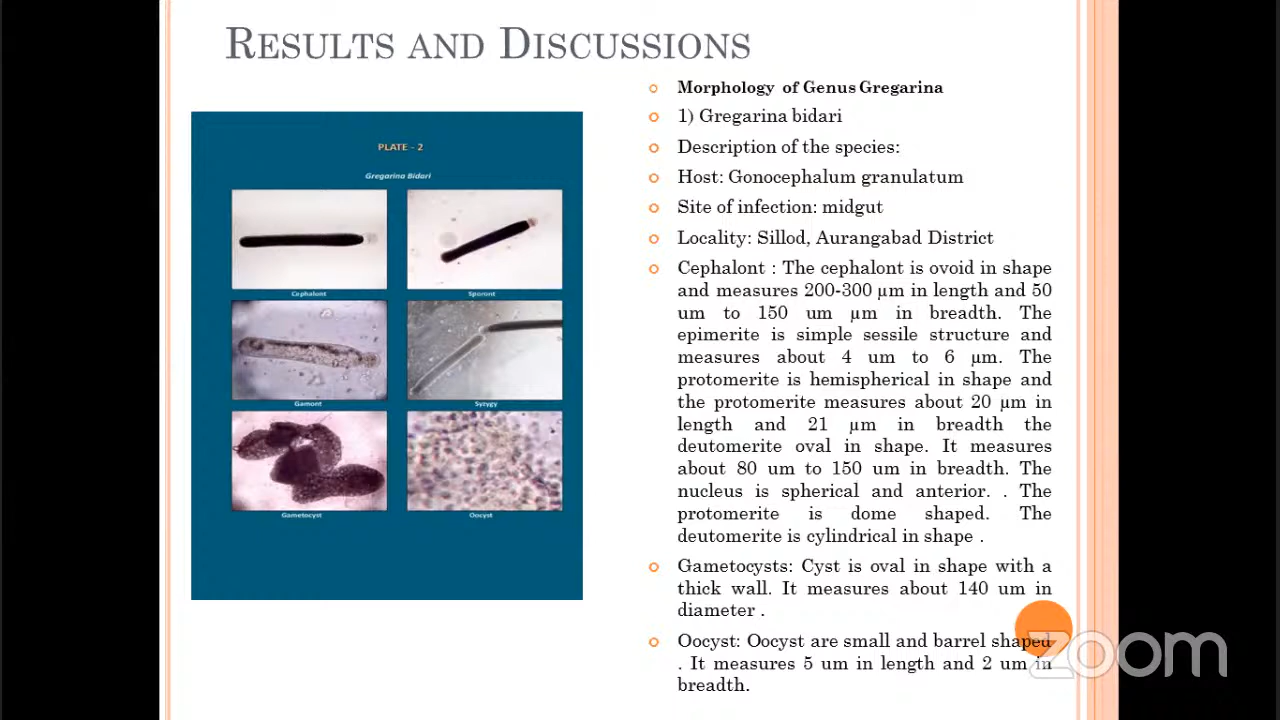 RESULTS AND DISCUSSIONS
PLATE - 2
Gregarina Bidari
Cephalont
Sporont
Gamont
Syzygy
Gametocyst
Oocyst
Morphology of Genus Gregarina
1) Gregarina bidari
Description of the species:
Host: Gonocephalum granulatum
Site of infection: midgut
Locality: Sillod, Aurangabad District
Cephalont : The cephalont is ovoid in shape
and measures 200-300 µm in length and 50
um to 150 um µm in breadth. The
epimerite is simple sessile structure and
measures about 4 um to 6 µm. The
protomerite is hemispherical in shape and
the protomerite measures about 20 µm in
length and 21 µm in breadth the
deutomerite oval in shape. It measures
about 80 um to 150 um in breadth. The
nucleus is spherical and anterior. . The
protomerite is dome shaped. The
deutomerite is cylindrical in shape .
Gametocysts: Cyst is oval in shape with a
thick wall. It measures about 140 um in
diameter .
Oocyst: Oocyst are small and barrel shaped
. It measures 5 um in length and 2 um in
breadth.
zoom